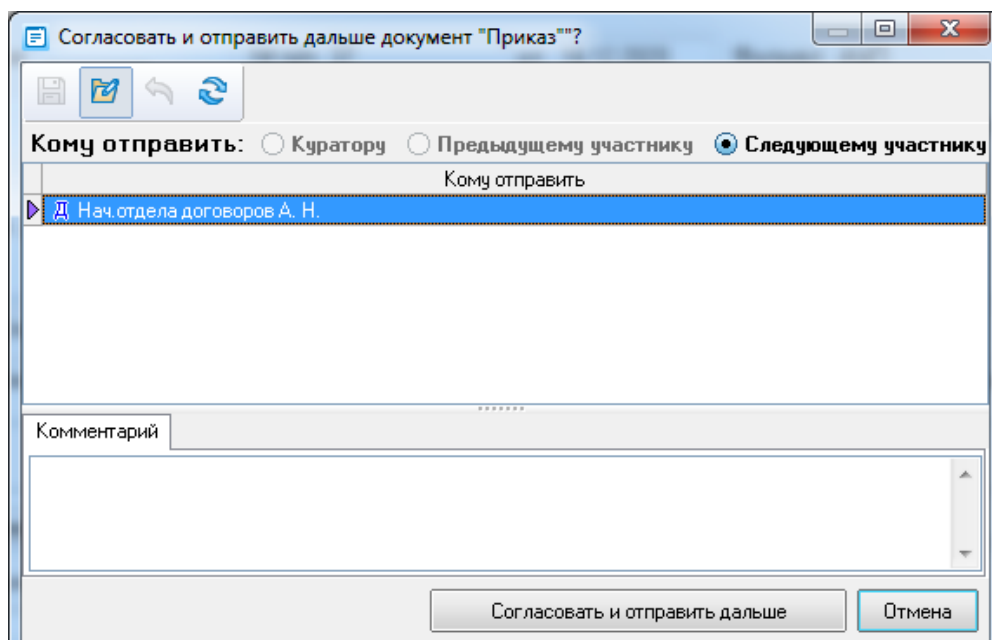 Согласовать и отправить дальше документ "Приказ""?
Кому отправить: Куратору Предыдущему участнику Следующему участнику
Кому отправить
Д Нач.отдела договоров А. Н.
Комментарий
Согласовать и отправить дальше Отмена